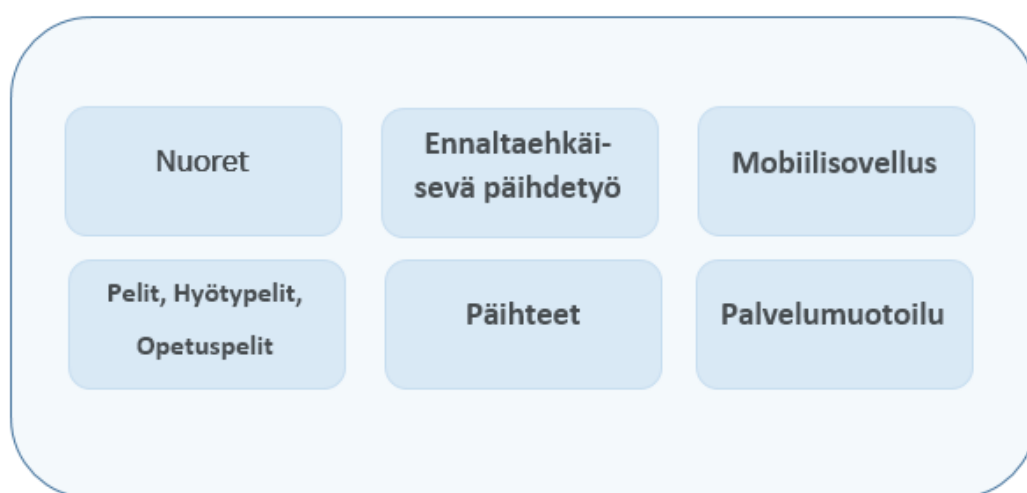 Nuoret
Ennaltaehkäi-
sevä päihdetyö
Mobiilisovellus
Pelit, Hyötypelit,
Opetuspelit
Päihteet
Palvelumuotoilu